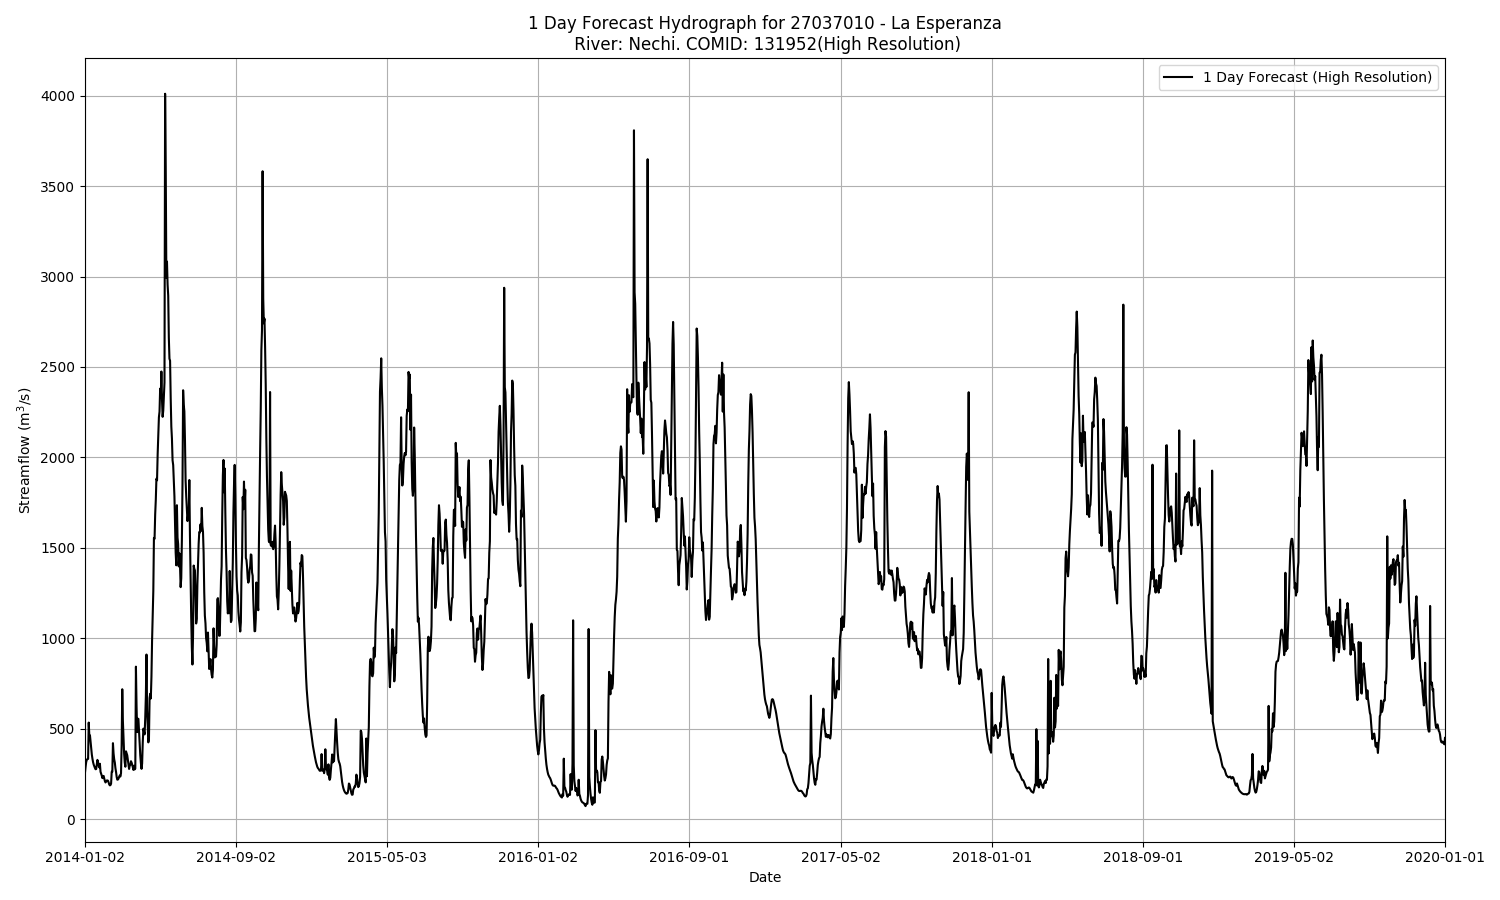 1 Day Forecast Hydrograph for 27037010 - La Esperanza
River: Nechi. COMID: 131952(High Resolution)
1 Day Forecast (High Resolution)
Streamflow (m³/s)
4000
3500
3000
2500
2000
1500
1000
500
0
2014-01-02 2014-09-02 2015-05-03 2016-01-02 2016-09-01 2017-05-02 2018-01-01 2018-09-01 2019-05-02 2020-01-01
Date